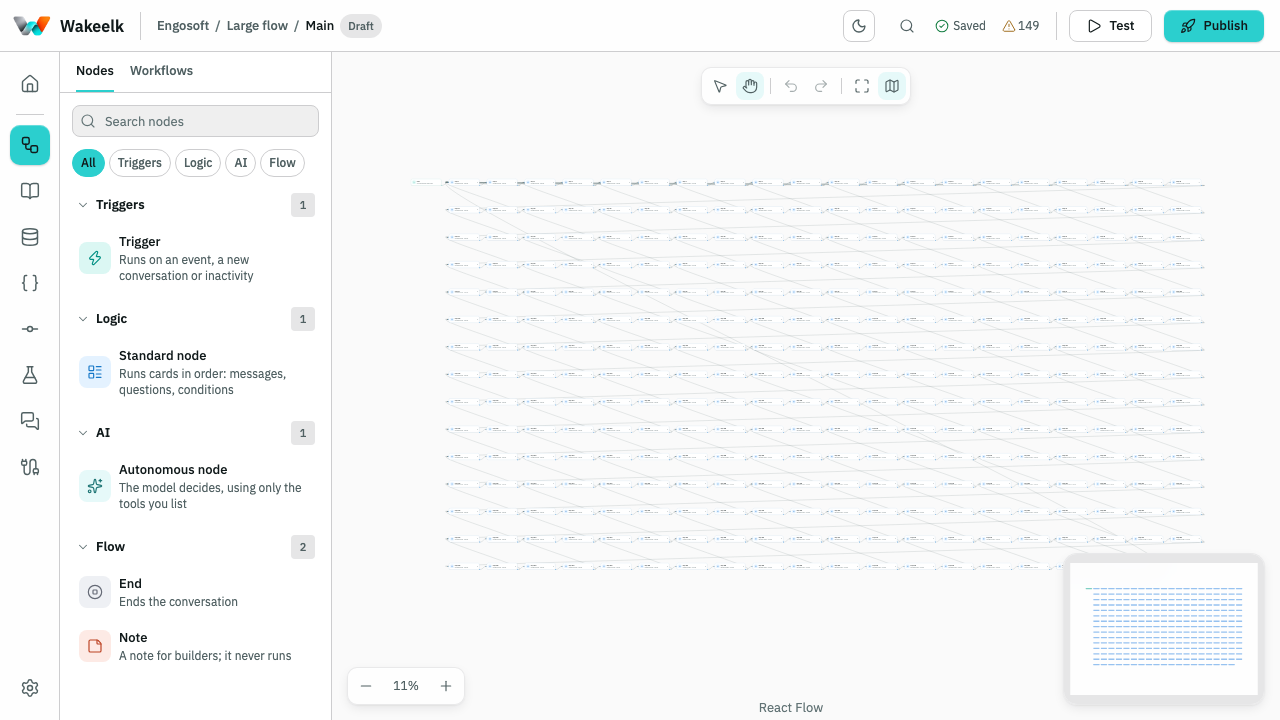 Wakeelk
Engosoft / Large flow / Main Draft
Saved
149
Test
Publish
Nodes
Workflows
Search nodes
All
Triggers
Logic
AI
Flow
Triggers 1
Trigger
Runs on an event, a new
conversation or inactivity
Logic 1
Standard node
Runs cards in order: messages,
questions, conditions
AI 1
Autonomous node
The model decides, using only the
tools you list
Flow 2
End
Ends the conversation
Note
A note for builders; it never runs
11%
React Flow